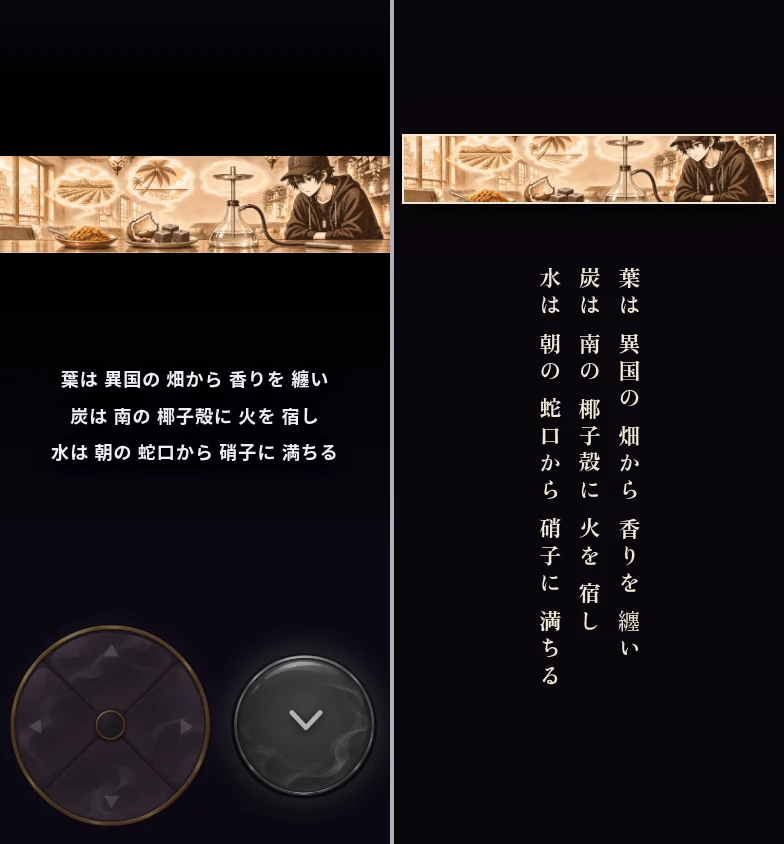 葉は 異国の 畑から 香りを 纏い
炭は 南の 椰子殻に 火を 宿し
水は 朝の 蛇口から 硝子に 満ちる
葉は 異国の 畑から 香りを 纏い
炭は 南の 椰子殻に 火を 宿し
水は 朝の 蛇口から 硝子に 満ちる